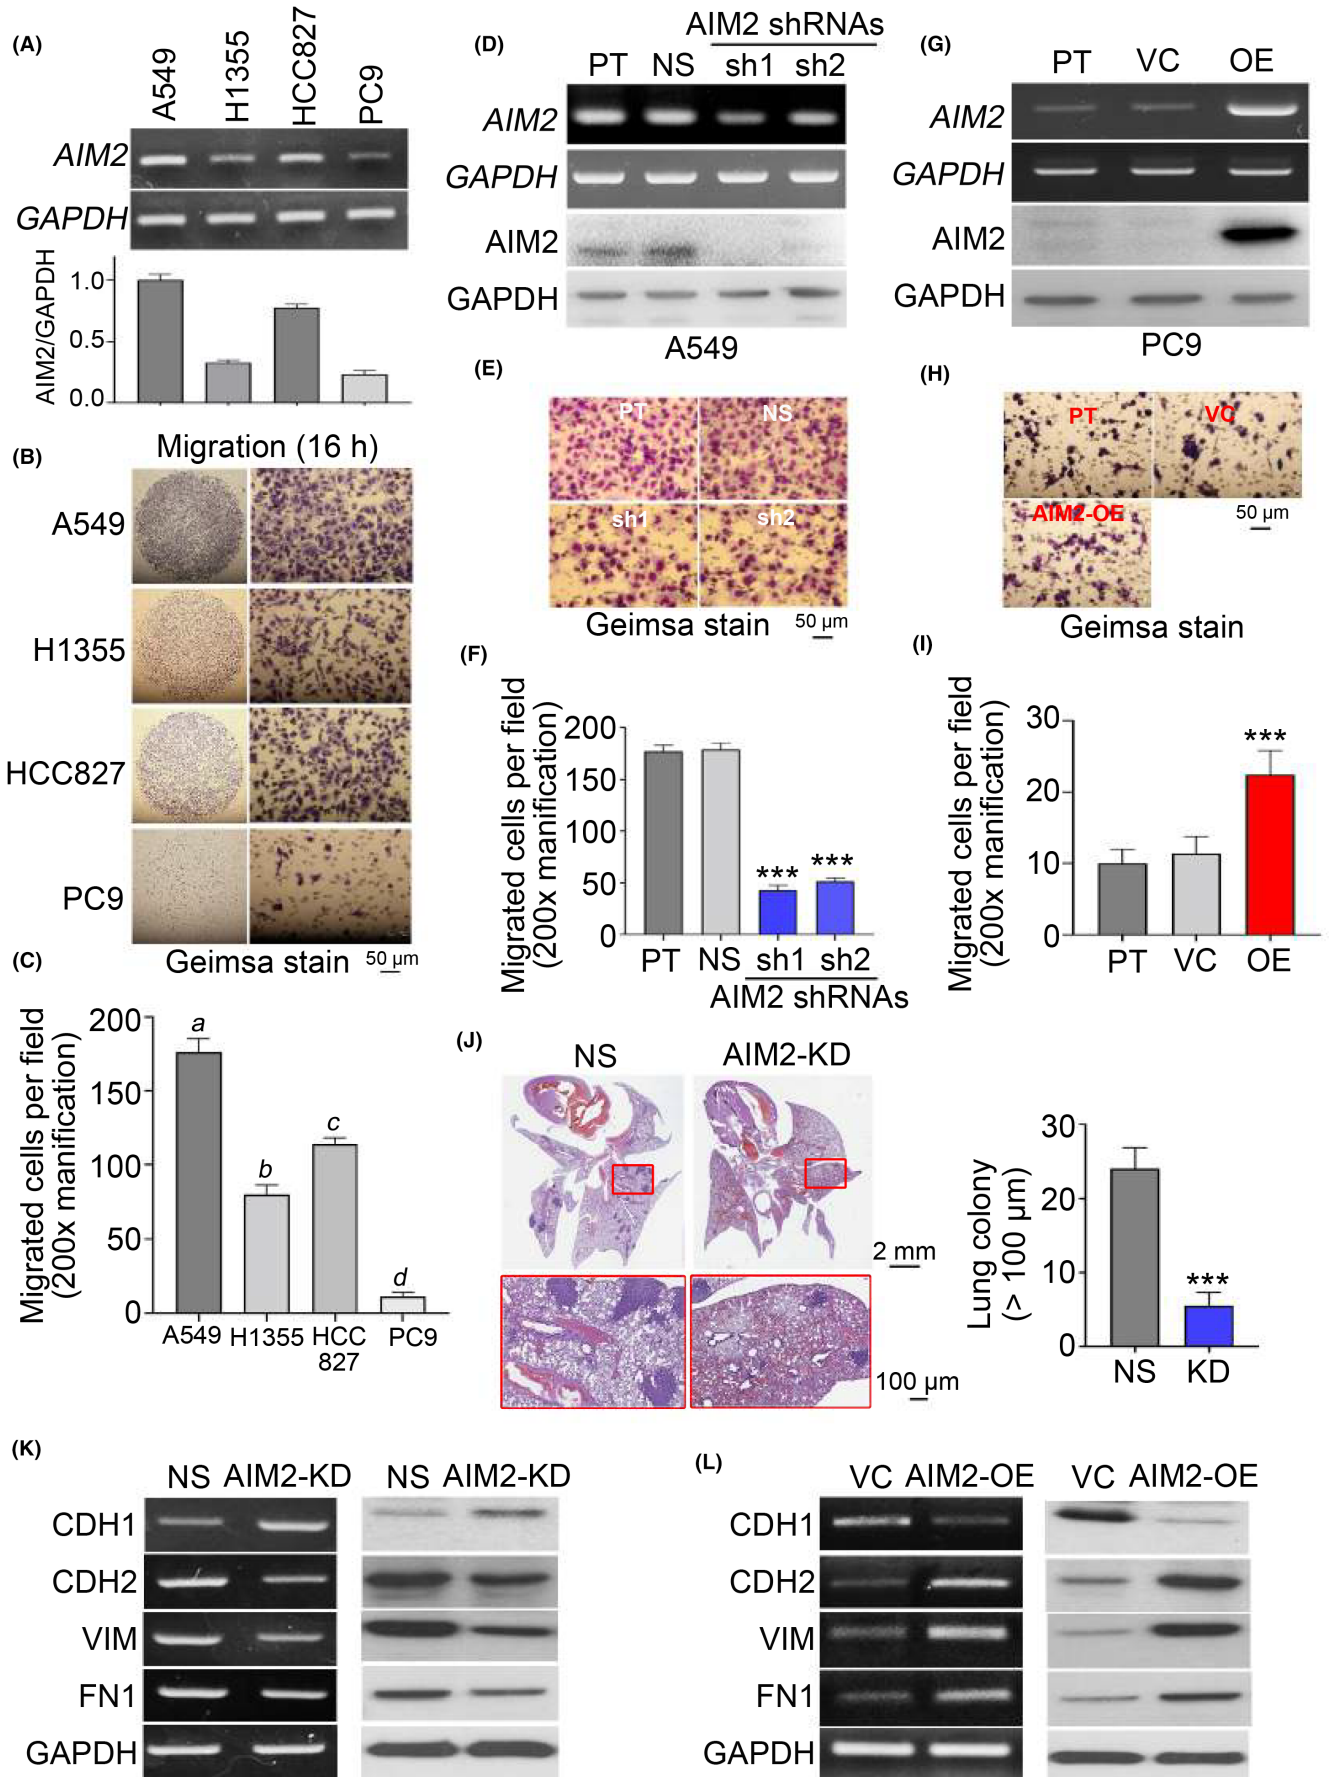 (A)
A549
H1355
HCC827
PC9
AIM2
GAPDH
AIM2/GAPDH
1.0
0.5
0.0
(B)
Migration (16 h)
A549
H1355
HCC827
PC9
Geimsa stain
50 µm
(C)
Migrated cells per field
(200x manification)
200
150
100
50
0
a
b
c
d
A549
H1355
HCC
827
PC9
(D)
AIM2 shRNAs
PT
NS
sh1
sh2
AIM2
GAPDH
AIM2
GAPDH
A549
(E)
PT
NS
sh1
sh2
Geimsa stain
50 µm
(F)
Migrated cells per field
(200x manification)
200
150
100
50
0
***
***
PT
NS
sh1
sh2
AIM2 shRNAs
(G)
PT
VC
OE
AIM2
GAPDH
AIM2
GAPDH
PC9
(H)
PT
VC
AIM2-OE
50 µm
Geimsa stain
(I)
Migrated cells per field
(200x manification)
30
20
10
0
***
PT
VC
OE
(J)
NS
AIM2-KD
2 mm
100 µm
Lung colony
(> 100 µm)
30
20
10
0
***
NS
KD
(K)
NS AIM2-KD
NS AIM2-KD
CDH1
CDH2
VIM
FN1
GAPDH
(L)
VC AIM2-OE
VC AIM2-OE
CDH1
CDH2
VIM
FN1
GAPDH